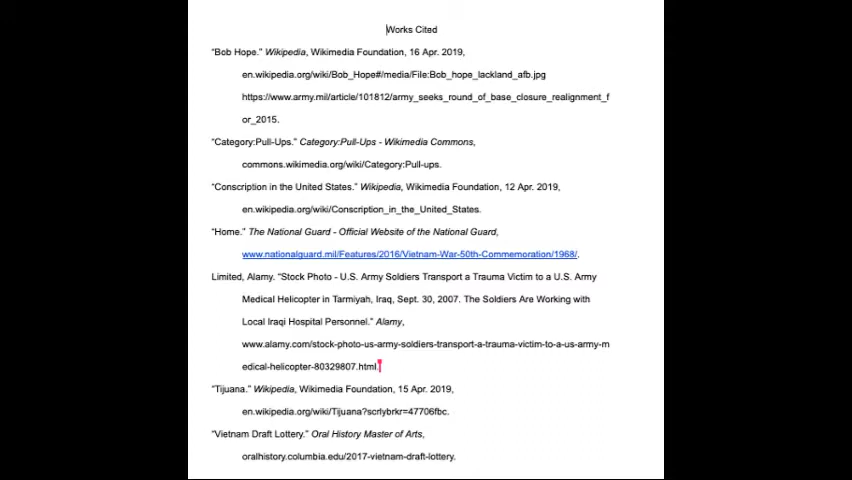 Works Cited
“Bob Hope.” Wikipedia, Wikimedia Foundation, 16 Apr. 2019,
en.wikipedia.org/wiki/Bob_Hope#/media/File:Bob_hope_lackland_afb.jpg
https://www.army.mil/article/101812/army_seeks_round_of_base_closure_realignment_f
or_2015.
“Category:Pull-Ups.” Category:Pull-Ups - Wikimedia Commons,
commons.wikimedia.org/wiki/Category:Pull-ups.
“Conscription in the United States.” Wikipedia, Wikimedia Foundation, 12 Apr. 2019,
en.wikipedia.org/wiki/Conscription_in_the_United_States.
“Home.” The National Guard - Official Website of the National Guard,
www.nationalguard.mil/Features/2016/Vietnam-War-50th-Commemoration/1968/.
Limited, Alamy. “Stock Photo - U.S. Army Soldiers Transport a Trauma Victim to a U.S. Army
Medical Helicopter in Tarmiyah, Iraq, Sept. 30, 2007. The Soldiers Are Working with
Local Iraqi Hospital Personnel.” Alamy,
www.alamy.com/stock-photo-us-army-soldiers-transport-a-trauma-victim-to-a-us-army-m
edical-helicopter-80329807.html.
“Tijuana.” Wikipedia, Wikimedia Foundation, 15 Apr. 2019,
en.wikipedia.org/wiki/Tijuana?scrlybrkr=47706fbc.
“Vietnam Draft Lottery.” Oral History Master of Arts,
oralhistory.columbia.edu/2017-vietnam-draft-lottery.